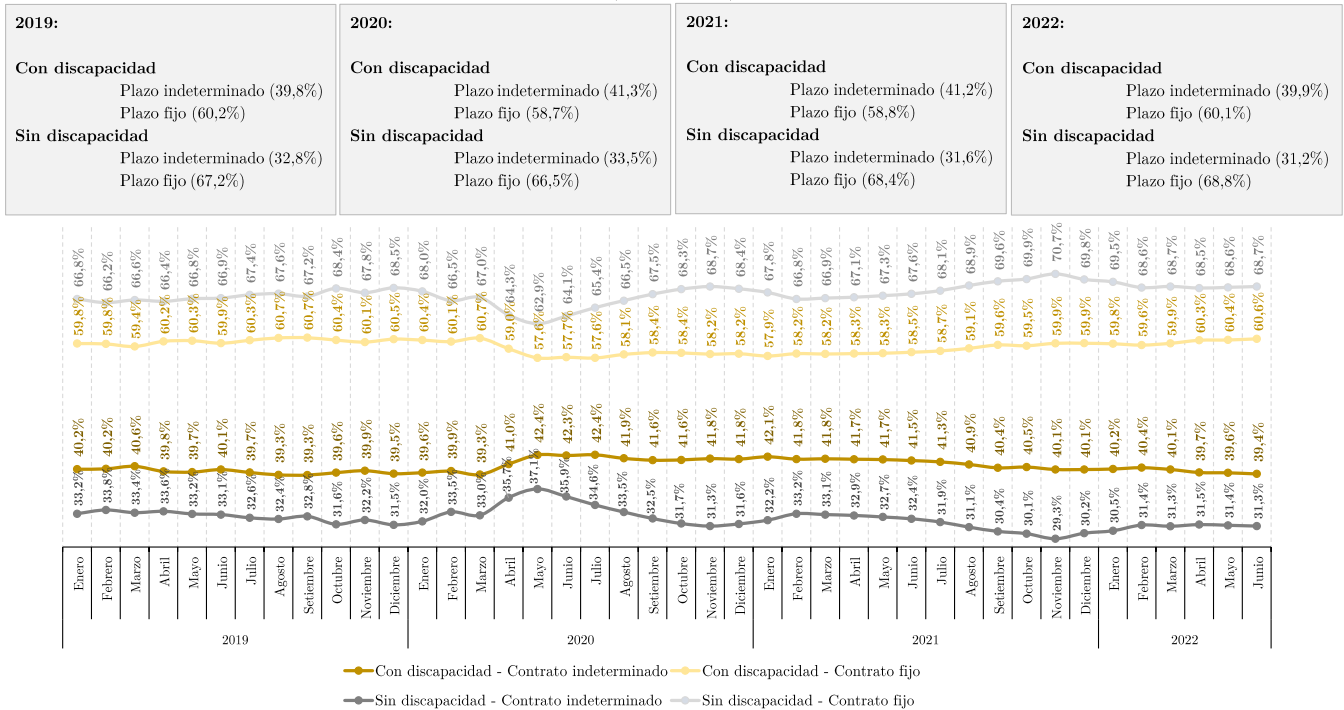 2019:
Con discapacidad
Plazo indeterminado (39,8%)
Plazo fijo (60,2%)
Sin discapacidad
Plazo indeterminado (32,8%)
Plazo fijo (67,2%)
2020:
Con discapacidad
Plazo indeterminado (41,3%)
Plazo fijo (58,7%)
Sin discapacidad
Plazo indeterminado (33,5%)
Plazo fijo (66,5%)
2021:
Con discapacidad
Plazo indeterminado (41,2%)
Plazo fijo (58,8%)
Sin discapacidad
Plazo indeterminado (31,6%)
Plazo fijo (68,4%)
2022:
Con discapacidad
Plazo indeterminado (39,9%)
Plazo fijo (60,1%)
Sin discapacidad
Plazo indeterminado (31,2%)
Plazo fijo (68,8%)
66,8% 66,2% 66,6% 66,4% 66,8% 66,9% 67,4% 67,6% 67,2% 68,4% 67,8% 68,5% 68,0% 66,5% 67,0% 64,3% 62,9% 64,1% 65,4% 66,5% 67,5% 68,3% 68,7% 68,4% 67,8% 66,8% 66,9% 67,1% 67,3% 67,6% 68,1% 68,9% 69,6% 69,9% 70,7% 69,8% 69,5% 68,6% 68,7% 68,5% 68,6% 68,7%
59,8% 59,8% 59,4% 60,2% 60,3% 59,9% 60,3% 60,7% 60,7% 60,4% 60,1% 60,5% 60,4% 60,1% 60,7% 59,0% 57,6% 57,7% 57,6% 58,1% 58,4% 58,4% 58,2% 58,2% 57,9% 58,2% 58,2% 58,3% 58,3% 58,5% 58,7% 59,1% 59,6% 59,5% 59,9% 59,9% 59,8% 59,6% 59,9% 60,3% 60,4% 60,6%
40,2% 40,2% 40,6% 39,8% 39,7% 40,1% 39,7% 39,3% 39,3% 39,6% 39,9% 39,5% 39,6% 39,9% 39,3% 41,0% 42,4% 42,3% 42,4% 41,9% 41,6% 41,6% 41,8% 41,8% 42,1% 41,8% 41,8% 41,7% 41,7% 41,5% 41,3% 40,9% 40,4% 40,5% 40,1% 40,1% 40,2% 40,4% 40,1% 39,7% 39,6% 39,4%
33,2% 33,8% 33,4% 33,6% 33,2% 33,1% 32,6% 32,4% 32,8% 31,6% 32,2% 31,5% 32,0% 33,5% 33,0% 35,7% 37,1% 35,9% 34,6% 33,5% 32,5% 31,7% 31,3% 31,6% 32,2% 33,2% 33,1% 32,9% 32,7% 32,4% 31,9% 31,1% 30,4% 30,1% 29,3% 30,2% 30,5% 31,4% 31,3% 31,5% 31,4% 31,3%
Enero Febrero Marzo Abril Mayo Junio Julio Agosto Setiembre Octubre Noviembre Diciembre Enero Febrero Marzo Abril Mayo Junio Julio Agosto Setiembre Octubre Noviembre Diciembre Enero Febrero Marzo Abril Mayo Junio Julio Agosto Setiembre Octubre Noviembre Diciembre Enero Febrero Marzo Abril Mayo Junio
2019 2020 2021 2022
Con discapacidad - Contrato indeterminado Con discapacidad - Contrato fijo
Sin discapacidad - Contrato indeterminado Sin discapacidad - Contrato fijo